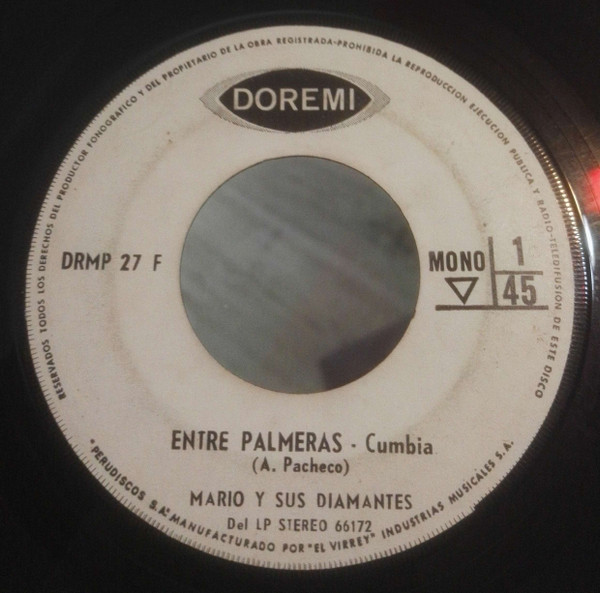 RESERVADOS TODOS LOS DERECHOS DEL PRODUCTOR FONOGRAFICO Y DEL PROPIETARIO DE LA OBRA REGISTRADA-PROHIBIDA LA REPRODUCCION EJECUCION PUBLICA Y RADIO-TELEDIFUSION DE ESTE DISCO
DOREMI
DRMP 27 F
MONO 1
45
ENTRE PALMERAS - Cumbia
(A. Pacheco)
MARIO Y SUS DIAMANTES
Del LP STEREO 66172
"PERUDISCOS S.A." MANUFACTURADO POR "EL VIRREY" INDUSTRIAS MUSICALES S.A.